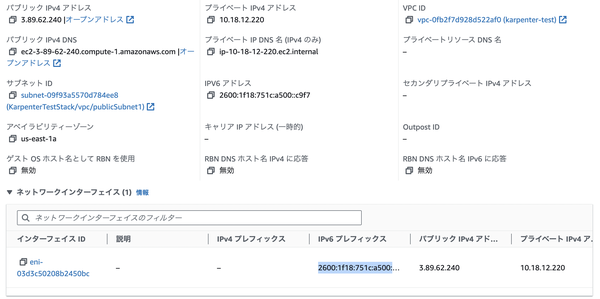 パブリック IPv4 アドレス
3.89.62.240 |オープンアドレス
プライベート IPv4 アドレス
10.18.12.220
VPC ID
vpc-0fb2f7d928d522af0 (karpenter-test)
パブリック IPv4 DNS
ec2-3-89-62-240.compute-1.amazonaws.com |オー
プンアドレス
プライベート IP DNS 名 (IPv4 のみ)
ip-10-18-12-220.ec2.internal
プライベートリソース DNS 名
–
サブネット ID
subnet-09f93a5570d784ee8
(KarpenterTestStack/vpc/publicSubnet1)
IPV6 アドレス
2600:1f18:751c:a500::c9f7
セカンダリプライベート IPv4 アドレス
–
アベイラビリティーゾーン
us-east-1a
キャリア IP アドレス (一時的)
–
Outpost ID
–
ゲスト OS ホスト名として RBN を使用
無効
RBN DNS ホスト名 IPv4 に応答
無効
RBN DNS ホスト名 IPv6 に応答
無効
▼ ネットワークインターフェイス (1) 情報
ネットワークインターフェイスのフィルター
インターフェイス ID
説明
IPv4 プレフィックス
IPv6 プレフィックス
パブリック IPv4 アド...
プライベート IPv4 ア.
eni-
03d3c50208b2450bc
–
–
2600:1f18:751c:a500:...
3.89.62.240
10.18.12.220